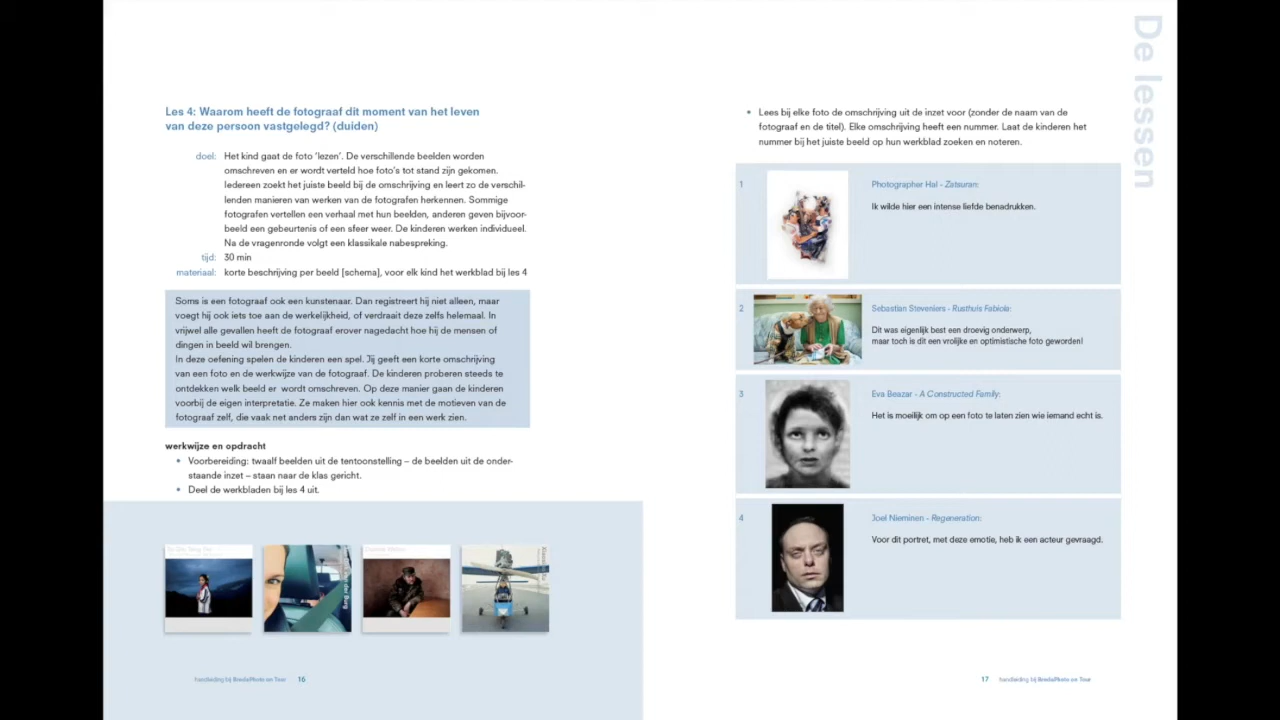 De lessen
Les 4: Waarom heeft de fotograaf dit moment van het leven
van deze persoon vastgelegd? (duiden)
doel: Het kind gaat de foto 'lezen'. De verschillende beelden worden
omschreven en er wordt verteld hoe foto's tot stand zijn gekomen.
Iedereen zoekt het juiste beeld bij de omschrijving en leert zo de verschil-
lenden manieren van werken van de fotografen herkennen. Sommige
fotografen vertellen een verhaal met hun beelden, anderen geven bijvoor-
beeld een gebeurtenis of een sfeer weer. De kinderen werken individueel.
Na de vragenronde volgt een klassikale nabespreking.
tijd: 30 min
materiaal: korte beschrijving per beeld [schema], voor elk kind het werkblad bij les 4
Soms is een fotograaf ook een kunstenaar. Dan registreert hij niet alleen, maar
voegt hij ook iets toe aan de werkelijkheid, of verdraait deze zelfs helemaal. In
vrijwel alle gevallen heeft de fotograaf erover nagedacht hoe hij de mensen of
dingen in beeld wil brengen.
In deze oefening spelen de kinderen een spel. Jij geeft een korte omschrijving
van een foto en de werkwijze van de fotograaf. De kinderen proberen steeds te
ontdekken welk beeld er wordt omschreven. Op deze manier gaan de kinderen
voorbij de eigen interpretatie. Ze maken hier ook kennis met de motieven van de
fotograaf zelf, die vaak net anders zijn dan wat ze zelf in een werk zien.
werkwijze en opdracht
• Voorbereiding: twaalf beelden uit de tentoonstelling – de beelden uit de onder-
staande inzet – staan naar de klas gericht.
• Deel de werkbladen bij les 4 uit.
handleiding bij BredaPhoto on Tour 16
• Lees bij elke foto de omschrijving uit de inzet voor (zonder de naam van de
fotograaf en de titel). Elke omschrijving heeft een nummer. Laat de kinderen het
nummer bij het juiste beeld op hun werkblad zoeken en noteren.
1 Photographer Hal - Zatsuran:
Ik wilde hier een intense liefde benadrukken.
2 Sebastian Steveniers - Rusthuis Fabiola:
Dit was eigenlijk best een droevig onderwerp,
maar toch is dit een vrolijke en optimistische foto geworden!
3 Eva Beazar - A Constructed Family:
Het is moeilijk om op een foto te laten zien wie iemand echt is.
4 Joel Nieminen - Regeneration:
Voor dit portret, met deze emotie, heb ik een acteur gevraagd.
17 handleiding bij BredaPhoto on Tour